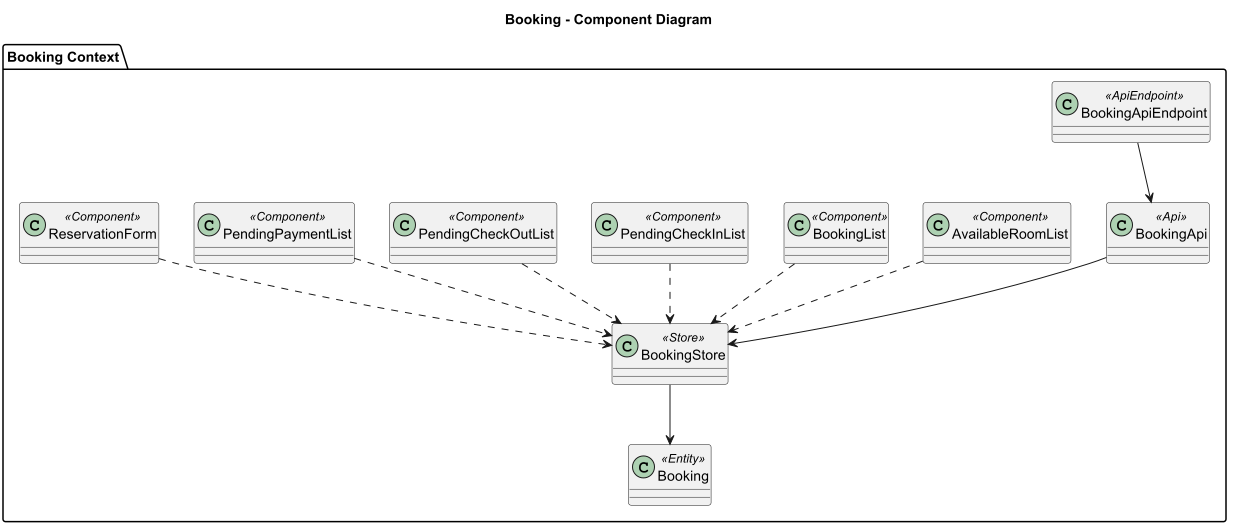 Booking - Component Diagram
Booking Context
«ApiEndpoint»
C BookingApiEndpoint
«Component»
C ReservationForm
«Component»
C PendingPaymentList
«Component»
C PendingCheckOutList
«Component»
C PendingCheckInList
«Component»
C BookingList
«Component»
C AvailableRoomList
«Api»
C BookingApi
«Store»
C BookingStore
«Entity»
C Booking